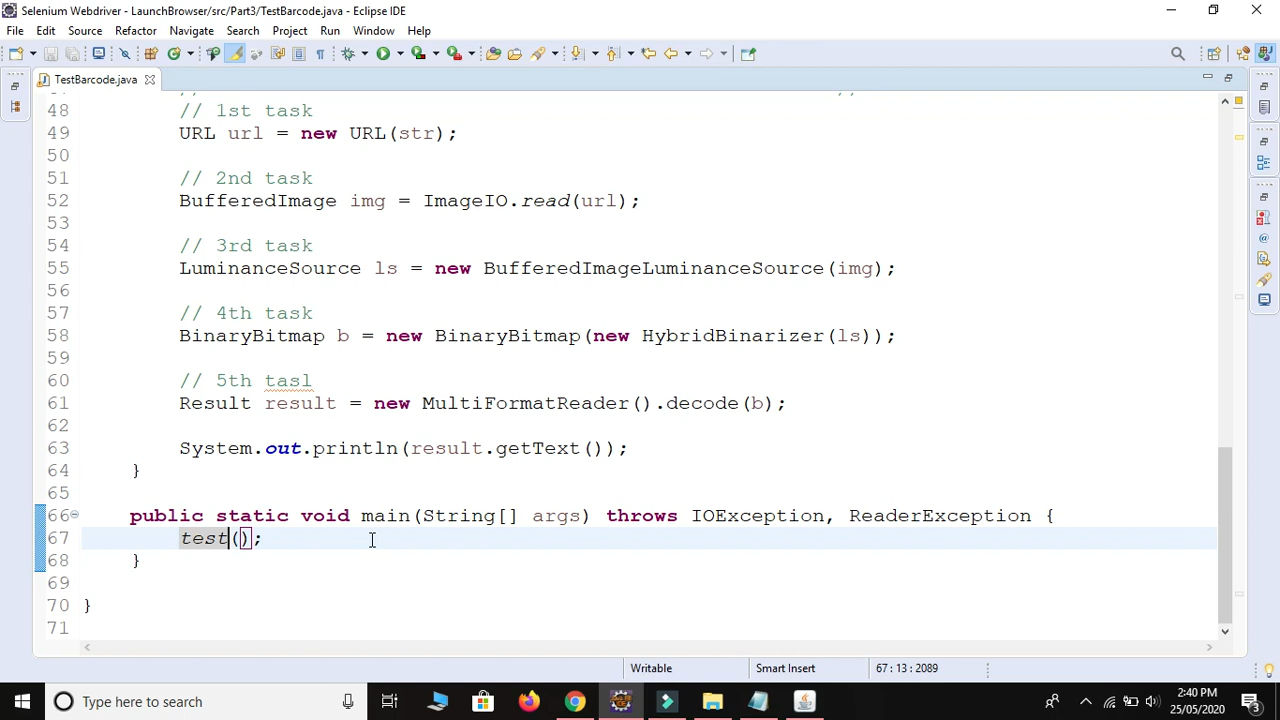 Selenium Webdriver - LaunchBrowser/src/Part3/TestBarcode.java - Eclipse IDE
File Edit Source Refactor Navigate Search Project Run Window Help
TestBarcode.java
48 // 1st task
49 URL url = new URL(str);
50
51 // 2nd task
52 BufferedImage img = ImageIO.read(url);
53
54 // 3rd task
55 LuminanceSource ls = new BufferedImageLuminanceSource(img);
56
57 // 4th task
58 BinaryBitmap b = new BinaryBitmap(new HybridBinarizer(ls));
59
60 // 5th tasl
61 Result result = new MultiFormatReader().decode(b);
62
63 System.out.println(result.getText());
64 }
65
66 public static void main(String[] args) throws IOException, ReaderException {
67 test();
68 }
69
70 }
71
Writable Smart Insert 67 : 13 : 2089
Type here to search
2:40 PM
25/05/2020
3